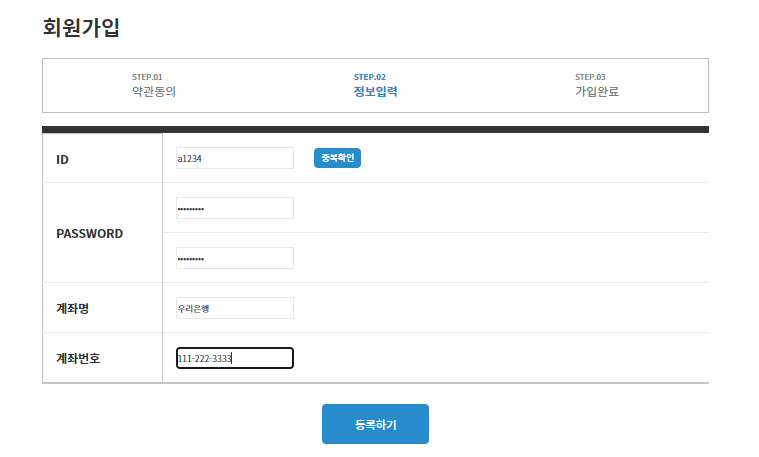 회원가입
STEP.01
약관동의
STEP.02
정보입력
STEP.03
가입완료
ID
a1234
중복확인
PASSWORD
•••••••••
•••••••••
계좌명
우리은행
계좌번호
111-222-3333
등록하기